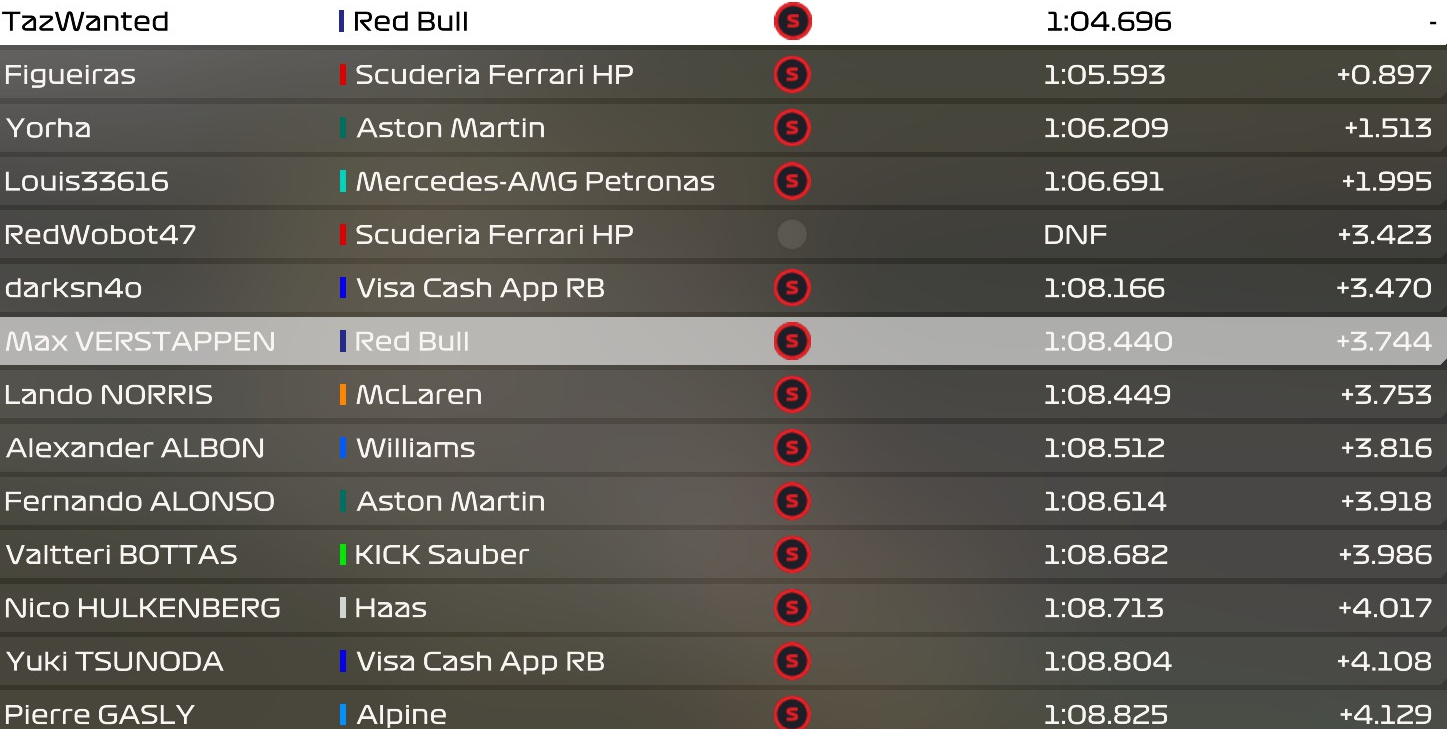 TazWanted Red Bull S 1:04.696 -
Figueiras Scuderia Ferrari HP S 1:05.593 +0.897
Yorha Aston Martin S 1:06.209 +1.513
Louis33616 Mercedes-AMG Petronas S 1:06.691 +1.995
RedWobot47 Scuderia Ferrari HP DNF +3.423
darksn4o Visa Cash App RB S 1:08.166 +3.470
Max VERSTAPPEN Red Bull S 1:08.440 +3.744
Lando NORRIS McLaren S 1:08.449 +3.753
Alexander ALBON Williams S 1:08.512 +3.816
Fernando ALONSO Aston Martin S 1:08.614 +3.918
Valtteri BOTTAS KICK Sauber S 1:08.682 +3.986
Nico HULKENBERG Haas S 1:08.713 +4.017
Yuki TSUNODA Visa Cash App RB S 1:08.804 +4.108
Pierre GASLY Alpine S 1:08.825 +4.129